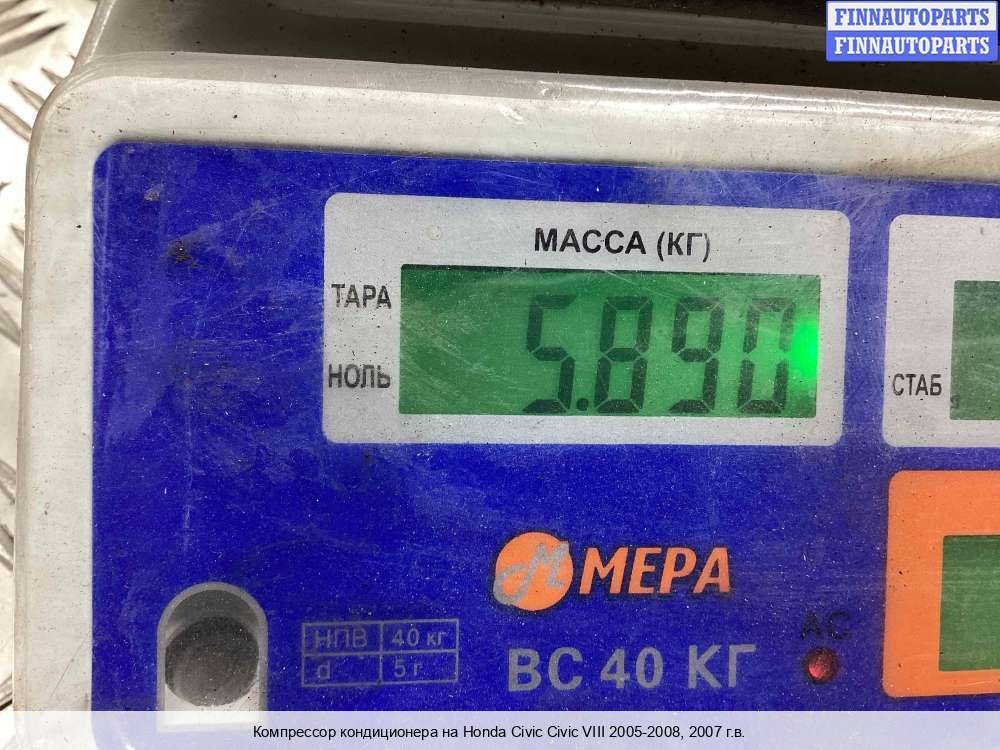 FINNAUTOPARTS
FINNAUTOPARTS
МАССА (КГ)
ТАРА
5.890
НОЛЬ
СТАБ
М МЕРА
АС
НПВ 40 кг
d 5 г
ВС 40 КГ
Компрессор кондиционера на Honda Civic Civic VIII 2005-2008, 2007 г.в.